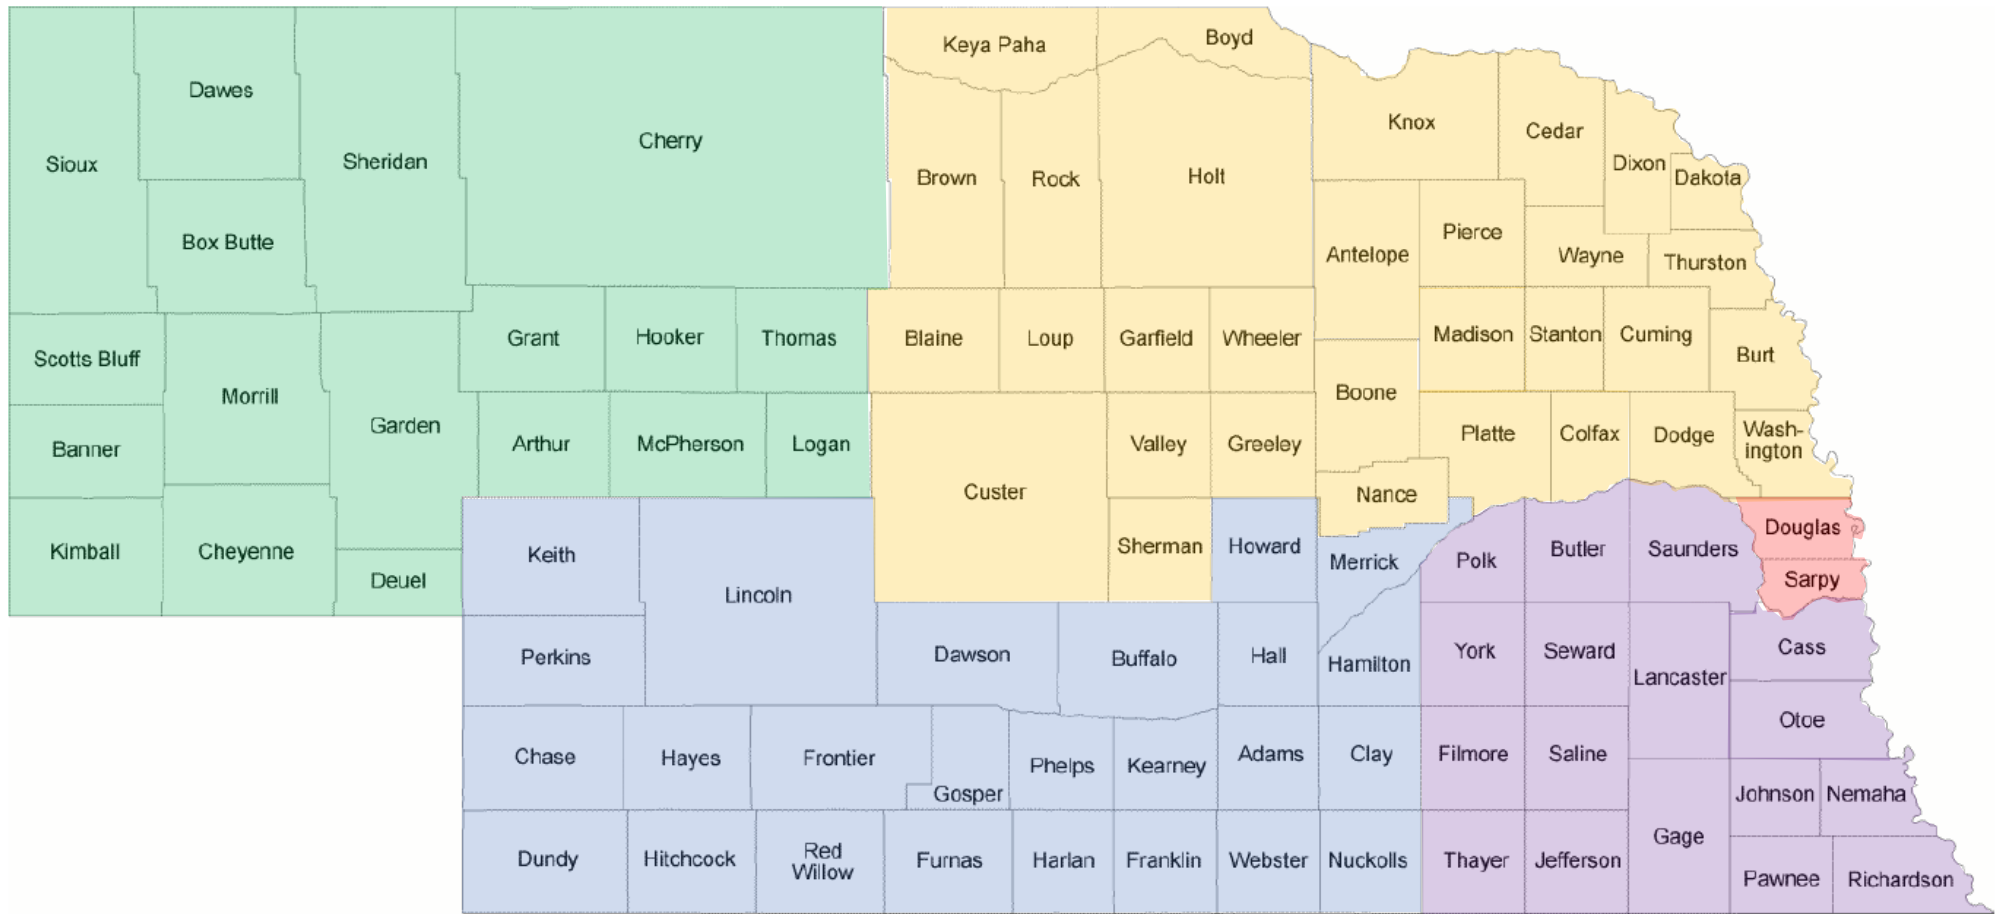 Keya Paha
Boyd
Dawes
Cherry
Knox
Cedar
Sioux
Sheridan
Brown
Rock
Holt
Dixon
Dakota
Box Butte
Antelope
Pierce
Wayne
Thurston
Grant
Hooker
Thomas
Blaine
Loup
Garfield
Wheeler
Madison
Stanton
Cuming
Burt
Scotts Bluff
Morrill
Garden
Boone
Banner
Arthur
McPherson
Logan
Custer
Valley
Greeley
Platte
Colfax
Dodge
Wash-
ington
Nance
Kimball
Cheyenne
Deuel
Keith
Lincoln
Sherman
Howard
Merrick
Polk
Butler
Saunders
Douglas
Sarpy
Perkins
Dawson
Buffalo
Hall
Hamilton
York
Seward
Lancaster
Cass
Otoe
Chase
Hayes
Frontier
Gosper
Phelps
Kearney
Adams
Clay
Filmore
Saline
Johnson
Nemaha
Dundy
Hitchcock
Red
Willow
Furnas
Harlan
Franklin
Webster
Nuckolls
Thayer
Jefferson
Gage
Pawnee
Richardson